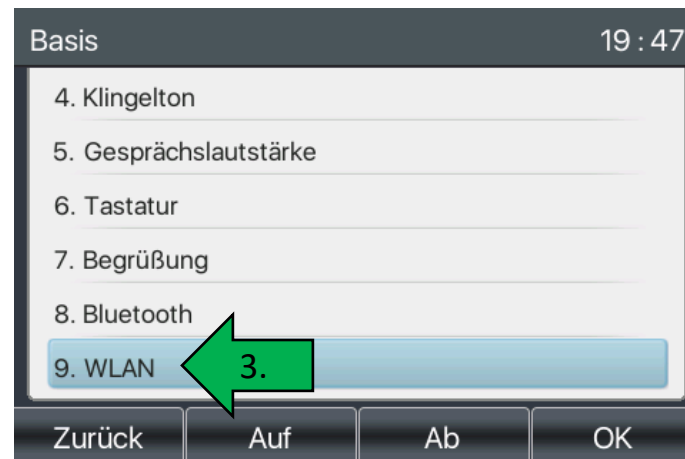 Basis 19 : 47
4. Klingelton
5. Gesprächslautstärke
6. Tastatur
7. Begrüßung
8. Bluetooth
9. WLAN 3.
Zurück Auf Ab OK